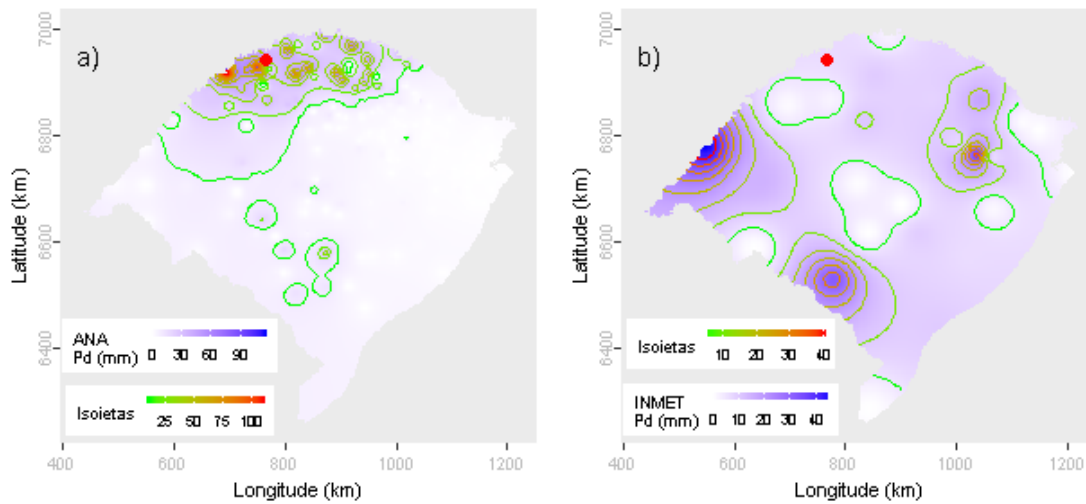 a)
7000
6800
6600
6400
Latitude (km)
ANA
Pd (mm)
0 30 60 90
Isoietas
25 50 75 100
400 600 800 1000 1200
Longitude (km)
b)
7000
6800
6600
6400
Latitude (km)
Isoietas
10 20 30 40
INMET
Pd (mm)
0 10 20 30 40
400 600 800 1000 1200
Longitude (km)